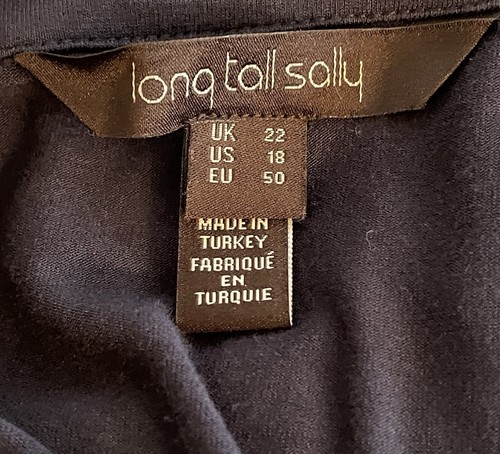 long tall sally
UK 22
US 18
EU 50
MADE IN
TURKEY
FABRIQUÉ
EN
TURQUIE